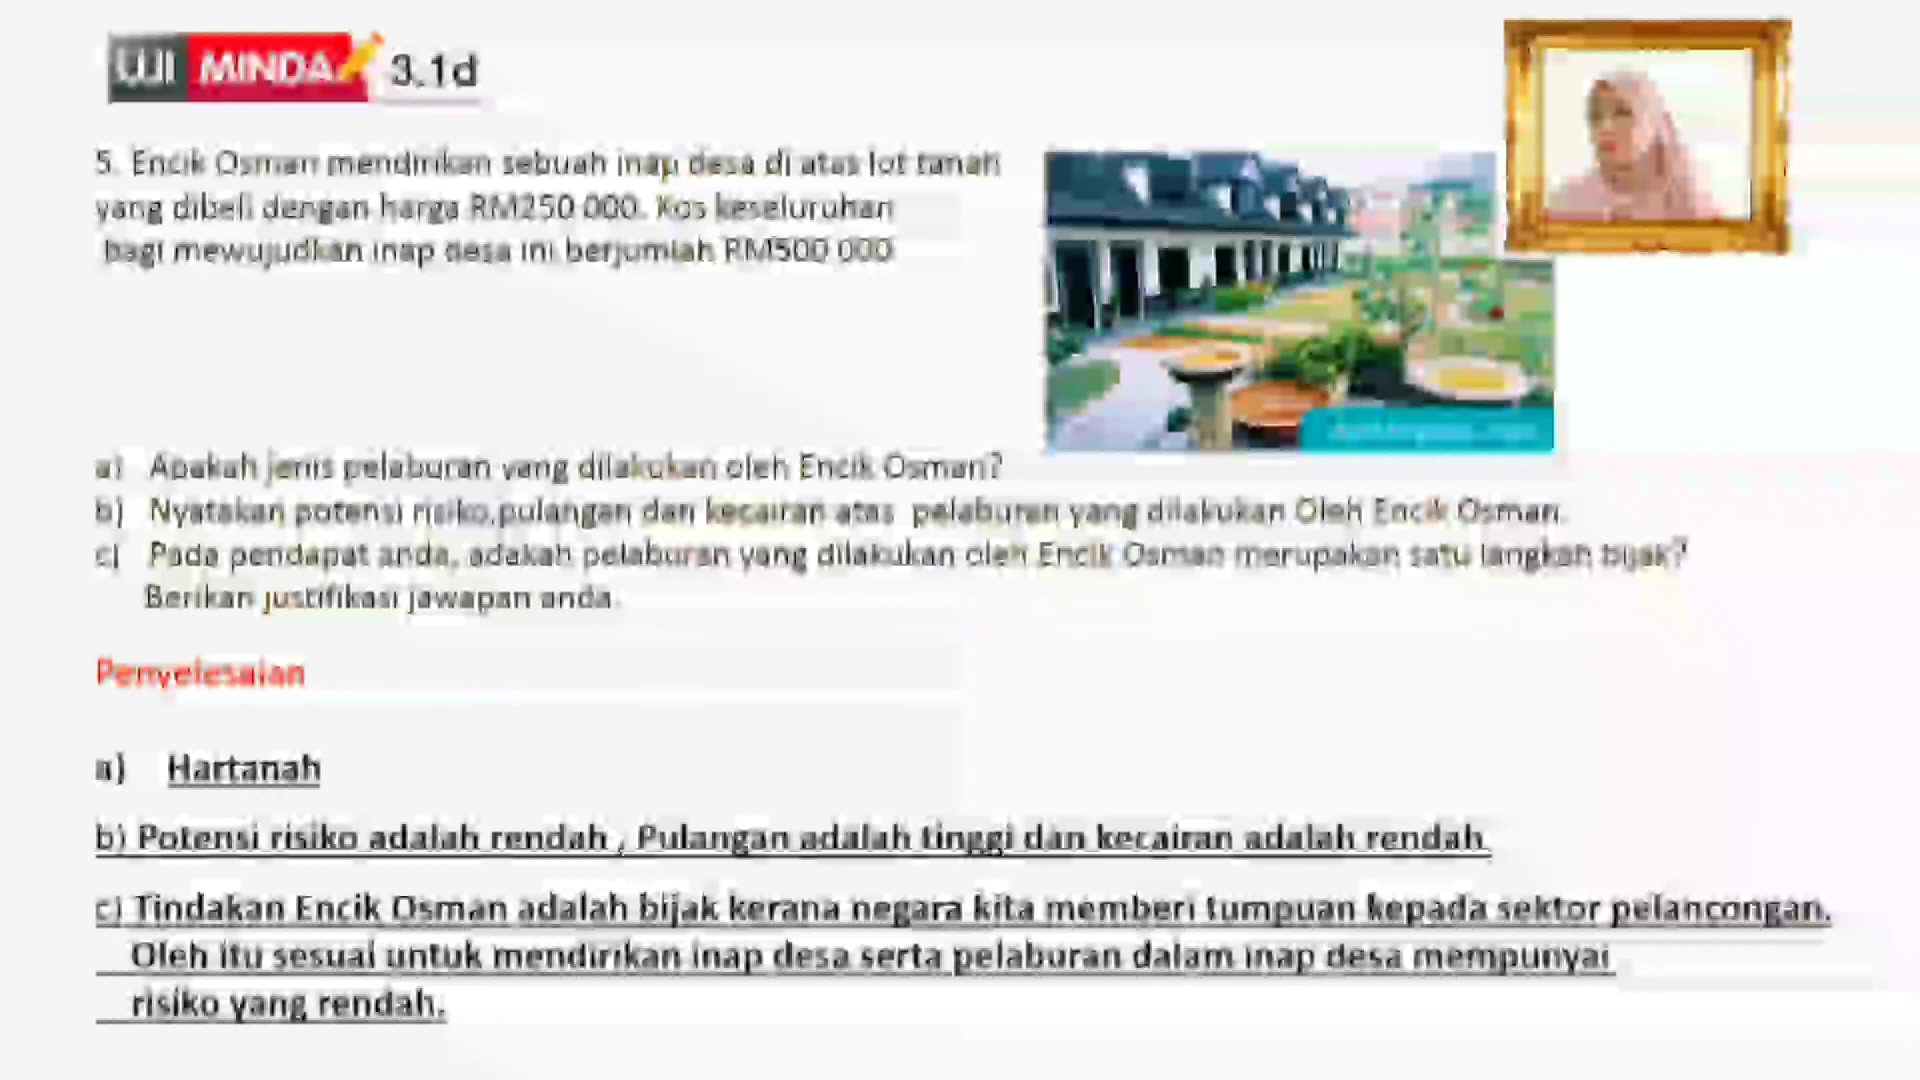 UJI MINDA 3.1d
5. Encik Osman mendirikan sebuah inap desa di atas lot tanah
yang dibeli dengan harga RM250 000. Kos keseluruhan
bagi mewujudkan inap desa ini berjumlah RM500 000
a) Apakah jenis pelaburan yang dilakukan oleh Encik Osman?
b) Nyatakan potensi risiko,pulangan dan kecairan atas pelaburan yang dilakukan Oleh Encik Osman.
c) Pada pendapat anda, adakah pelaburan yang dilakukan oleh Encik Osman merupakan satu langkah bijak?
Berikan justifikasi jawapan anda.
Penyelesaian
a) Hartanah
b) Potensi risiko adalah rendah , Pulangan adalah tinggi dan kecairan adalah rendah
c) Tindakan Encik Osman adalah bijak kerana negara kita memberi tumpuan kepada sektor pelancongan.
Oleh itu sesuai untuk mendirikan inap desa serta pelaburan dalam inap desa mempunyai
risiko yang rendah.